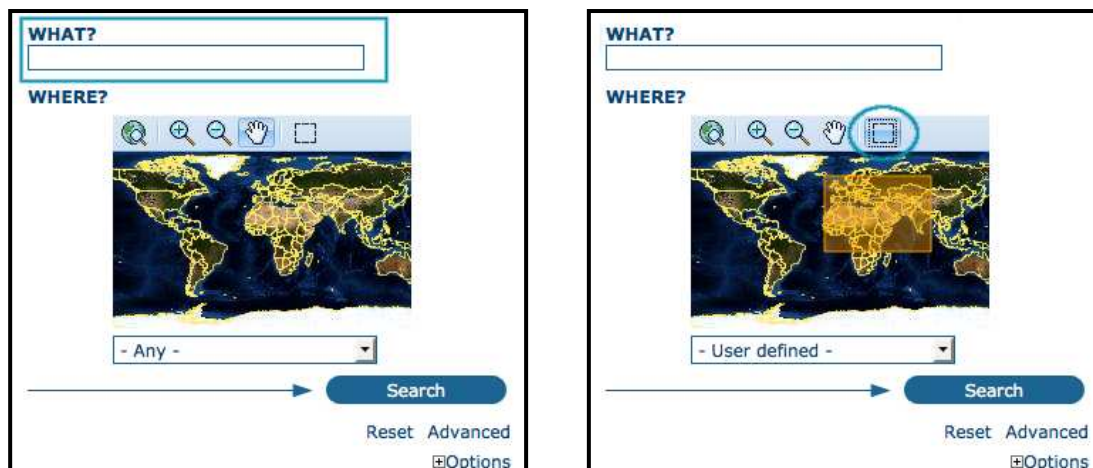 WHAT?
WHERE?
- Any -
Search
Reset Advanced
Options
WHAT?
WHERE?
- User defined -
Search
Reset Advanced
Options